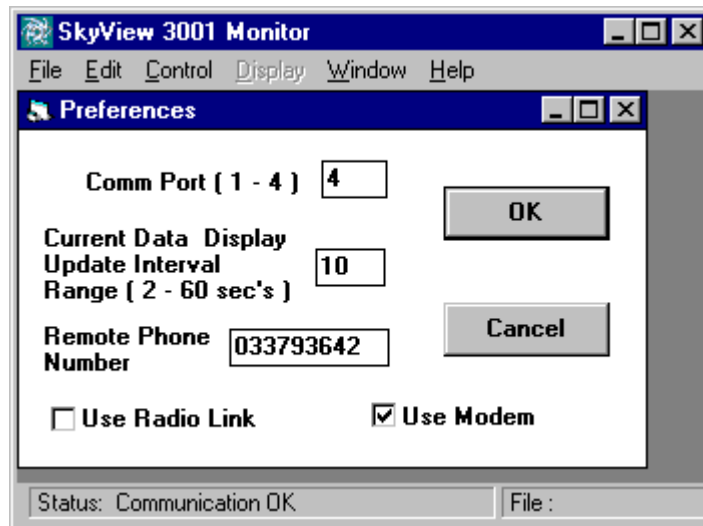 SkyView 3001 Monitor
File Edit Control Display Window Help
Preferences
Comm Port ( 1 - 4 ) 4
OK
Current Data Display
Update Interval 10
Range ( 2 - 60 sec's )
Cancel
Remote Phone
Number
033793642
Use Radio Link
Use Modem
Status: Communication OK
File :